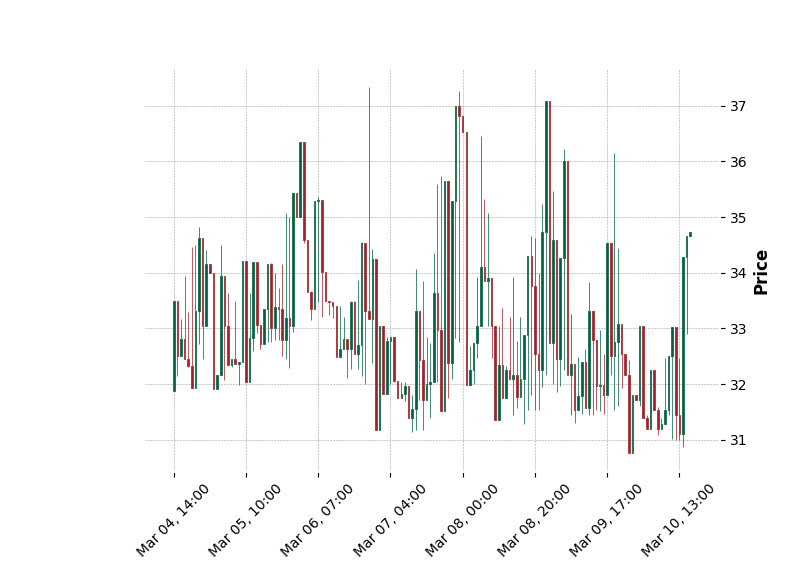 37
36
35
34
33
32
31
Price
Mar 04, 14:00
Mar 05, 10:00
Mar 06, 07:00
Mar 07, 04:00
Mar 08, 00:00
Mar 08, 20:00
Mar 09, 17:00
Mar 10, 13:00